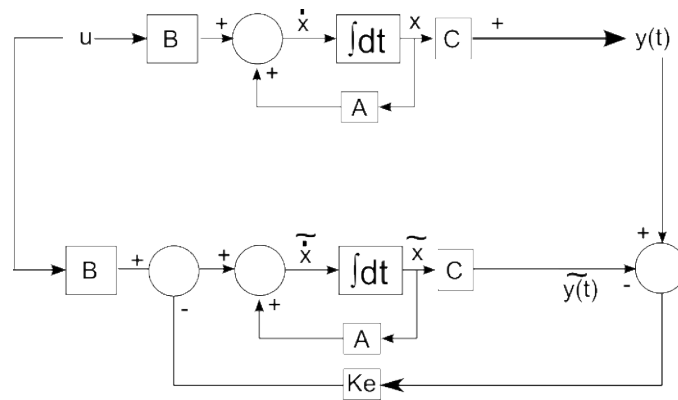 u B + + ẋ ∫dt x C + y(t)
A
+
B + - + + x̃̇ ∫dt x̃ C ỹ(t) -
A
Ke